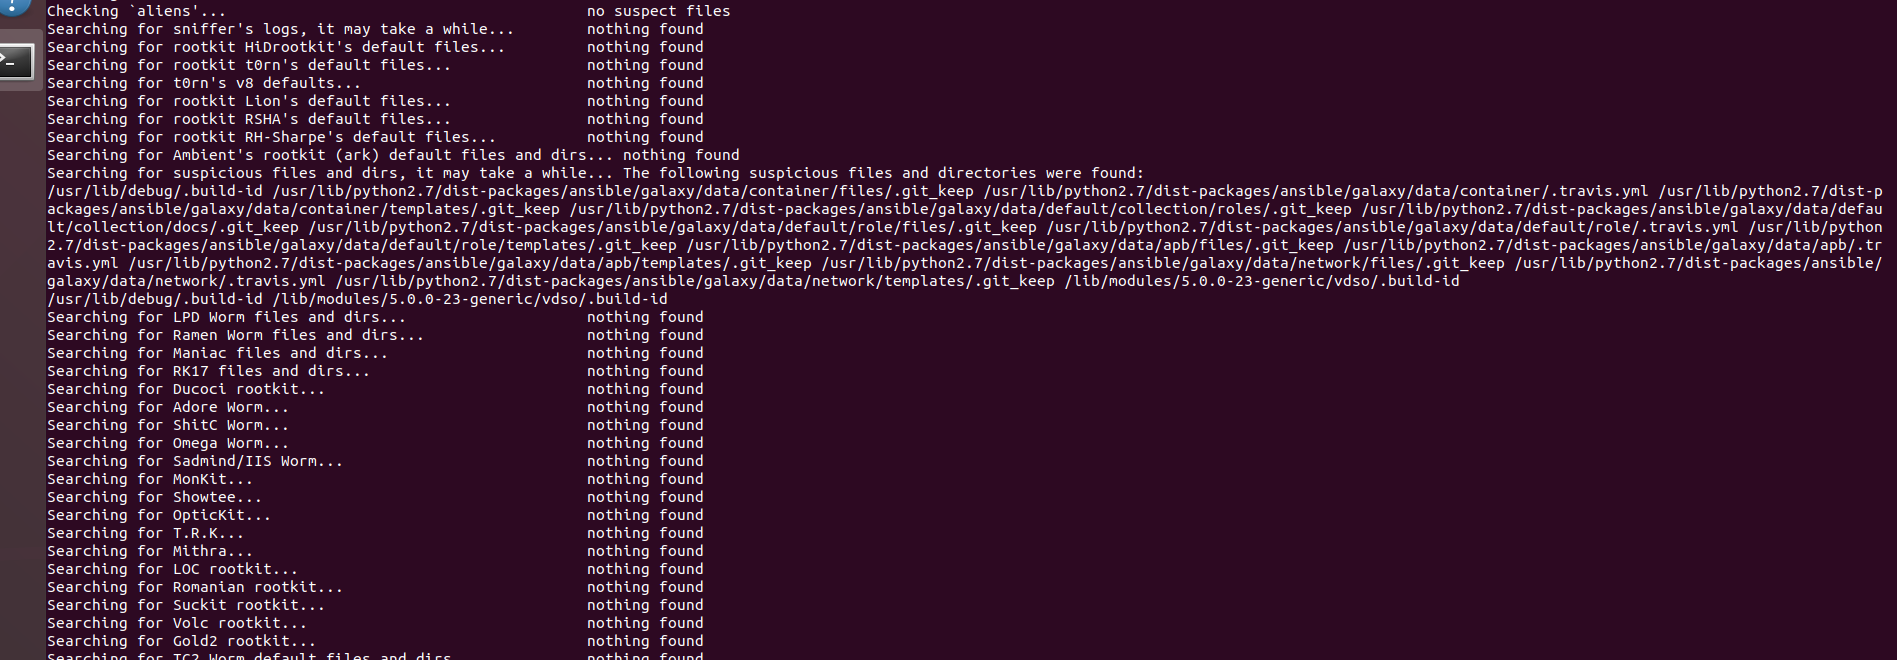 Checking `aliens'... no suspect files
Searching for sniffer's logs, it may take a while... nothing found
Searching for rootkit HiDrootkit's default files... nothing found
Searching for rootkit t0rn's default files... nothing found
Searching for t0rn's v8 defaults... nothing found
Searching for rootkit Lion's default files... nothing found
Searching for rootkit RSHA's default files... nothing found
Searching for rootkit RH-Sharpe's default files... nothing found
Searching for Ambient's rootkit (ark) default files and dirs... nothing found
Searching for suspicious files and dirs, it may take a while... The following suspicious files and directories were found:
/usr/lib/debug/.build-id /usr/lib/python2.7/dist-packages/ansible/galaxy/data/container/files/.git_keep /usr/lib/python2.7/dist-packages/ansible/galaxy/data/container/.travis.yml /usr/lib/python2.7/dist-p
ackages/ansible/galaxy/data/container/templates/.git_keep /usr/lib/python2.7/dist-packages/ansible/galaxy/data/default/collection/roles/.git_keep /usr/lib/python2.7/dist-packages/ansible/galaxy/data/defau
lt/collection/docs/.git_keep /usr/lib/python2.7/dist-packages/ansible/galaxy/data/default/role/files/.git_keep /usr/lib/python2.7/dist-packages/ansible/galaxy/data/default/role/.travis.yml /usr/lib/python
2.7/dist-packages/ansible/galaxy/data/default/role/templates/.git_keep /usr/lib/python2.7/dist-packages/ansible/galaxy/data/apb/files/.git_keep /usr/lib/python2.7/dist-packages/ansible/galaxy/data/apb/.tr
avis.yml /usr/lib/python2.7/dist-packages/ansible/galaxy/data/apb/templates/.git_keep /usr/lib/python2.7/dist-packages/ansible/galaxy/data/network/files/.git_keep /usr/lib/python2.7/dist-packages/ansible/
galaxy/data/network/.travis.yml /usr/lib/python2.7/dist-packages/ansible/galaxy/data/network/templates/.git_keep /lib/modules/5.0.0-23-generic/vdso/.build-id
/usr/lib/debug/.build-id /lib/modules/5.0.0-23-generic/vdso/.build-id
Searching for LPD Worm files and dirs... nothing found
Searching for Ramen Worm files and dirs... nothing found
Searching for Maniac files and dirs... nothing found
Searching for RK17 files and dirs... nothing found
Searching for Ducoci rootkit... nothing found
Searching for Adore Worm... nothing found
Searching for ShitC Worm... nothing found
Searching for Omega Worm... nothing found
Searching for Sadmind/IIS Worm... nothing found
Searching for MonKit... nothing found
Searching for Showtee... nothing found
Searching for OpticKit... nothing found
Searching for T.R.K... nothing found
Searching for Mithra... nothing found
Searching for LOC rootkit... nothing found
Searching for Romanian rootkit... nothing found
Searching for Suckit rootkit... nothing found
Searching for Volc rootkit... nothing found
Searching for Gold2 rootkit... nothing found
Searching for TC2 Worm default files and dirs nothing found